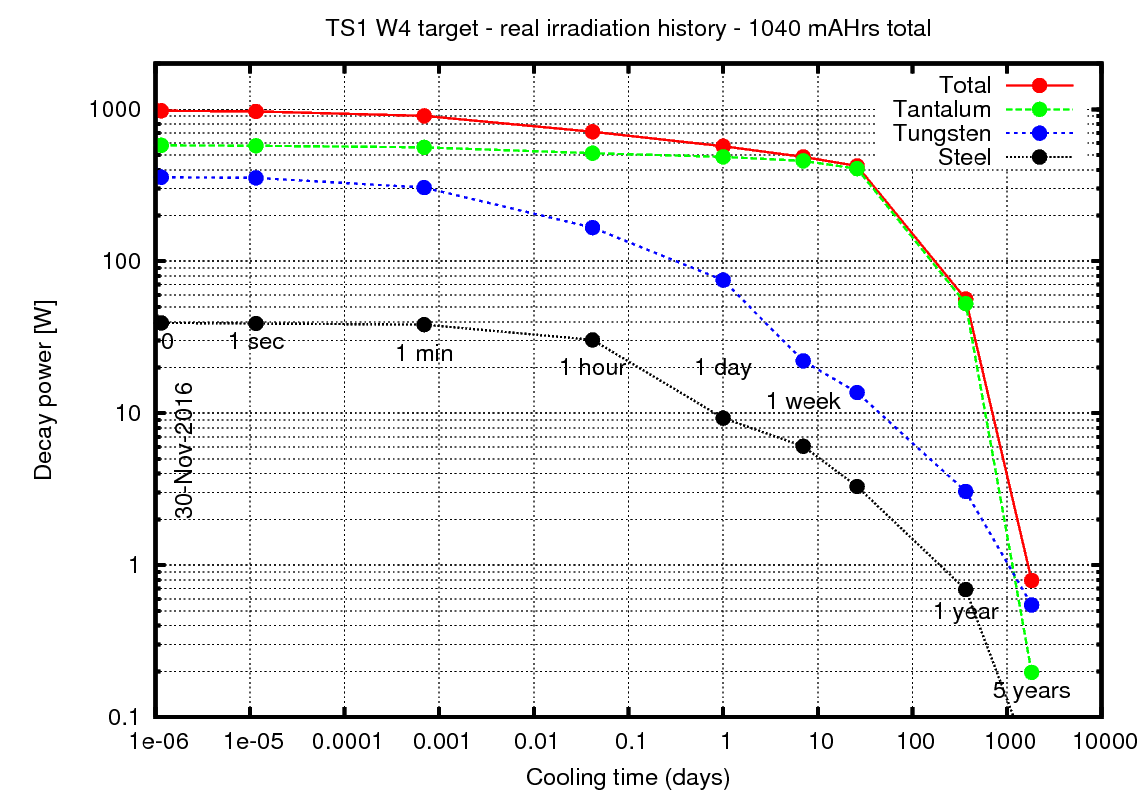 TS1 W4 target - real irradiation history - 1040 mAHrs total
Total
Tantalum
Tungsten
Steel
1000
100
10
1
0.1
Decay power [W]
0
1 sec
1 min
1 hour
1 day
1 week
30-Nov-2016
1 year
5 years
1e-06
1e-05
0.0001
0.001
0.01
0.1
1
10
100
1000
10000
Cooling time (days)